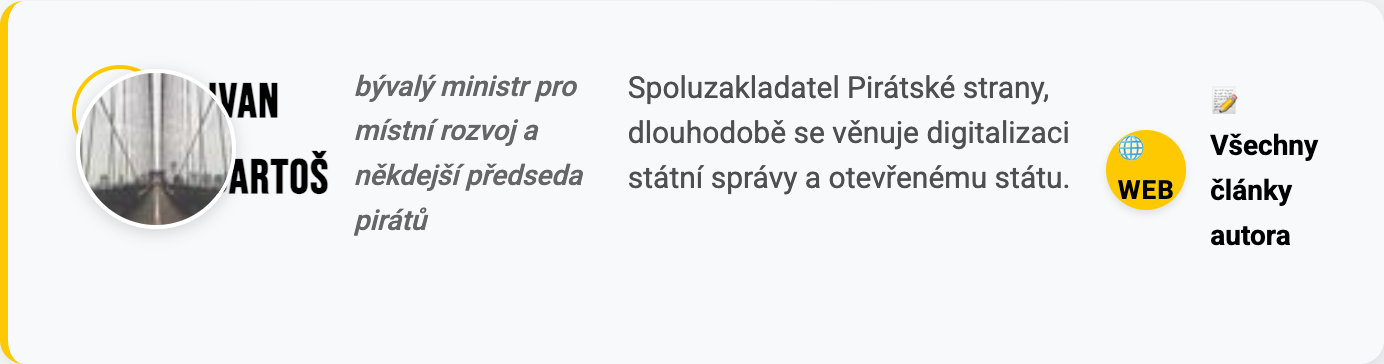 IVAN
ARTOŠ
bývalý ministr pro
místní rozvoj a
někdejší předseda
pirátů
Spoluzakladatel Pirátské strany,
dlouhodobě se věnuje digitalizaci
státní správy a otevřenému státu.
WEB
Všechny
články
autora